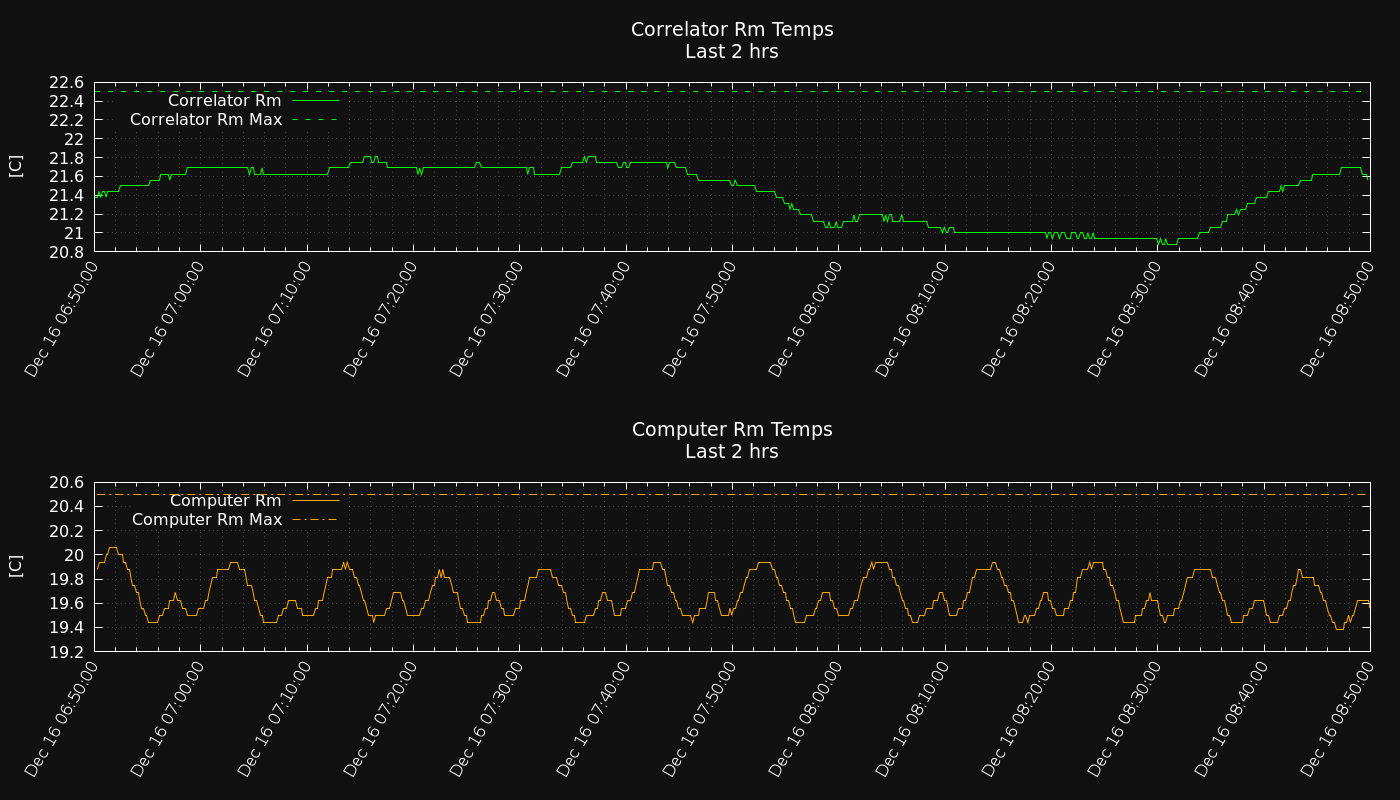 Correlator Rm Temps
Last 2 hrs
22.6
22.4
22.2
22
21.8
21.6
21.4
21.2
21
20.8
[C]
Correlator Rm
Correlator Rm Max
Dec 16 06:50:00
Dec 16 07:00:00
Dec 16 07:10:00
Dec 16 07:20:00
Dec 16 07:30:00
Dec 16 07:40:00
Dec 16 07:50:00
Dec 16 08:00:00
Dec 16 08:10:00
Dec 16 08:20:00
Dec 16 08:30:00
Dec 16 08:40:00
Dec 16 08:50:00
Computer Rm Temps
Last 2 hrs
20.6
20.4
20.2
20
19.8
19.6
19.4
19.2
[C]
Computer Rm
Computer Rm Max
Dec 16 06:50:00
Dec 16 07:00:00
Dec 16 07:10:00
Dec 16 07:20:00
Dec 16 07:30:00
Dec 16 07:40:00
Dec 16 07:50:00
Dec 16 08:00:00
Dec 16 08:10:00
Dec 16 08:20:00
Dec 16 08:30:00
Dec 16 08:40:00
Dec 16 08:50:00